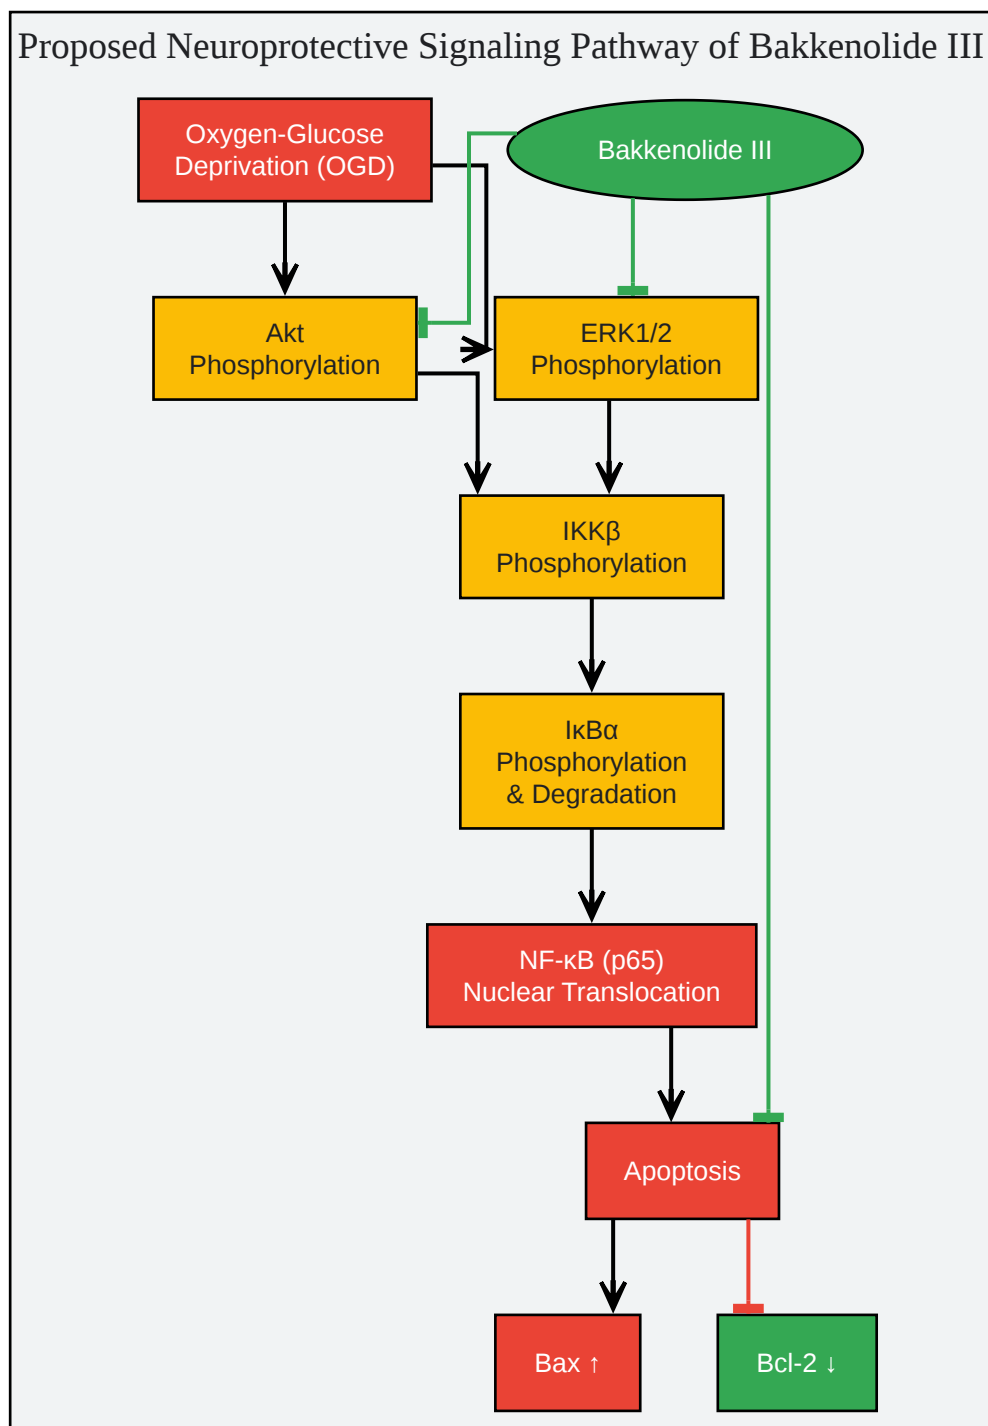 Proposed Neuroprotective Signaling Pathway of Bakkenolide III
Oxygen-Glucose
Deprivation (OGD)
Bakkenolide III
Akt
Phosphorylation
ERK1/2
Phosphorylation
IKKβ
Phosphorylation
IκBα
Phosphorylation
& Degradation
NF-κB (p65)
Nuclear Translocation
Apoptosis
Bax ↑
Bcl-2 ↓